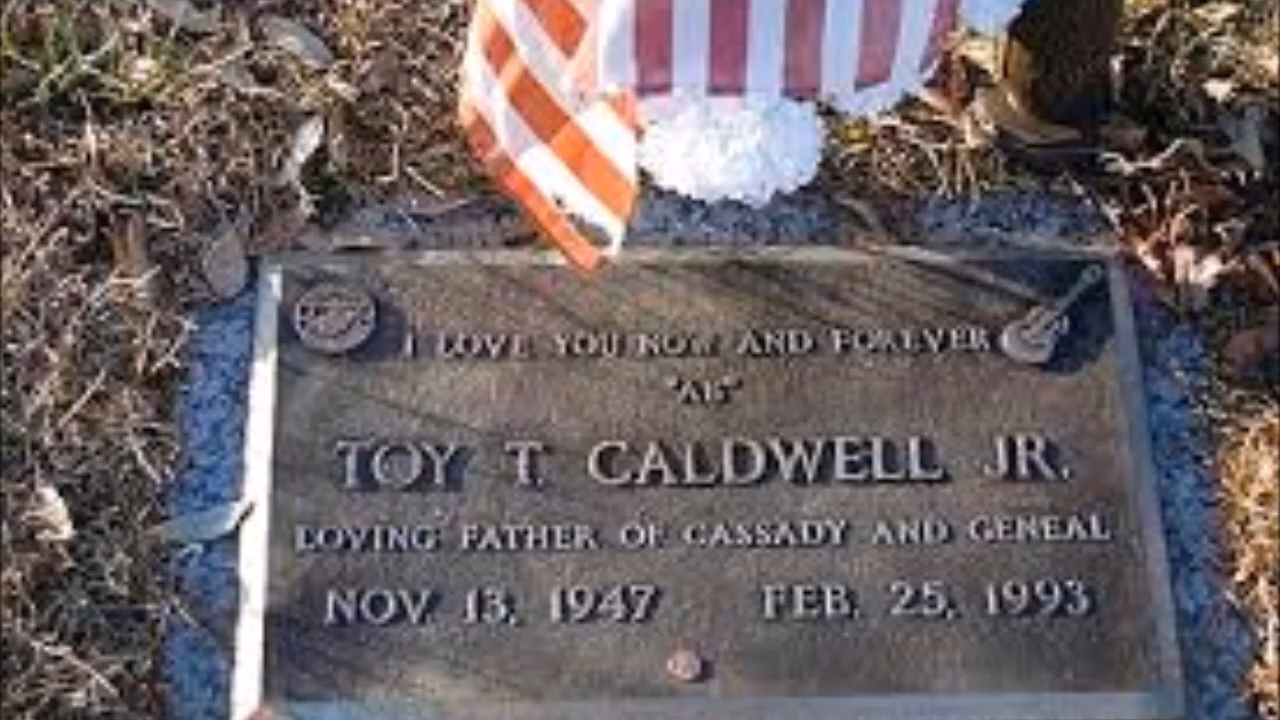 I LOVE YOU NOW AND FOREVER
TOY T. CALDWELL JR.
LOVING FATHER OF CASSADY AND GENEAL
NOV. 13, 1947 FEB. 25, 1993